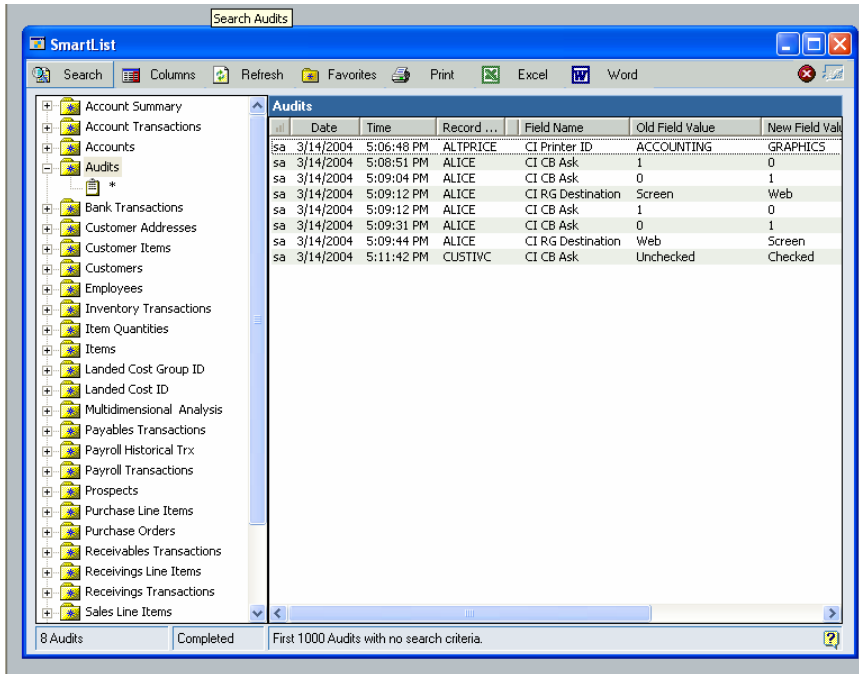 Search Audits
SmartList
Search Columns Refresh Favorites Print Excel Word
Account Summary
Account Transactions
Accounts
Audits
*
Bank Transactions
Customer Addresses
Customer Items
Customers
Employees
Inventory Transactions
Item Quantities
Items
Landed Cost Group ID
Landed Cost ID
Multidimensional Analysis
Payables Transactions
Payroll Historical Trx
Payroll Transactions
Prospects
Purchase Line Items
Purchase Orders
Receivables Transactions
Receivings Line Items
Receivings Transactions
Sales Line Items
Audits
Date Time Record ... Field Name Old Field Value New Field Valu
sa 3/14/2004 5:06:48 PM ALTPRICE CI Printer ID ACCOUNTING GRAPHICS
sa 3/14/2004 5:08:51 PM ALICE CI CB Ask 1 0
sa 3/14/2004 5:09:04 PM ALICE CI CB Ask 0 1
sa 3/14/2004 5:09:12 PM ALICE CI RG Destination Screen Web
sa 3/14/2004 5:09:12 PM ALICE CI CB Ask 1 0
sa 3/14/2004 5:09:31 PM ALICE CI CB Ask 0 1
sa 3/14/2004 5:09:44 PM ALICE CI RG Destination Web Screen
sa 3/14/2004 5:11:42 PM CUSTIVC CI CB Ask Unchecked Checked
8 Audits Completed First 1000 Audits with no search criteria.